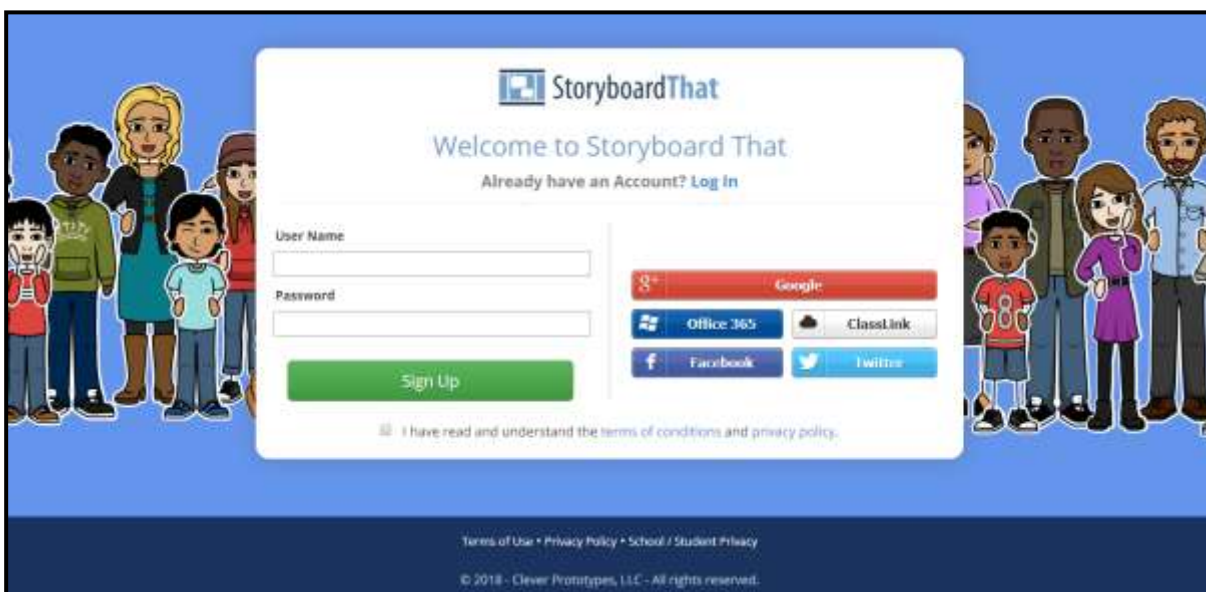 StoryboardThat
Welcome to Storyboard That
Already have an Account? Log In
User Name
Password
Sign Up
8+ Google
Office 365
ClassLink
f Facebook
Twitter
I have read and understand the terms of conditions and privacy policy.
8
Terms of Use • Privacy Policy • School / Student Privacy
© 2018 - Clever Prototypes, LLC - All rights reserved.